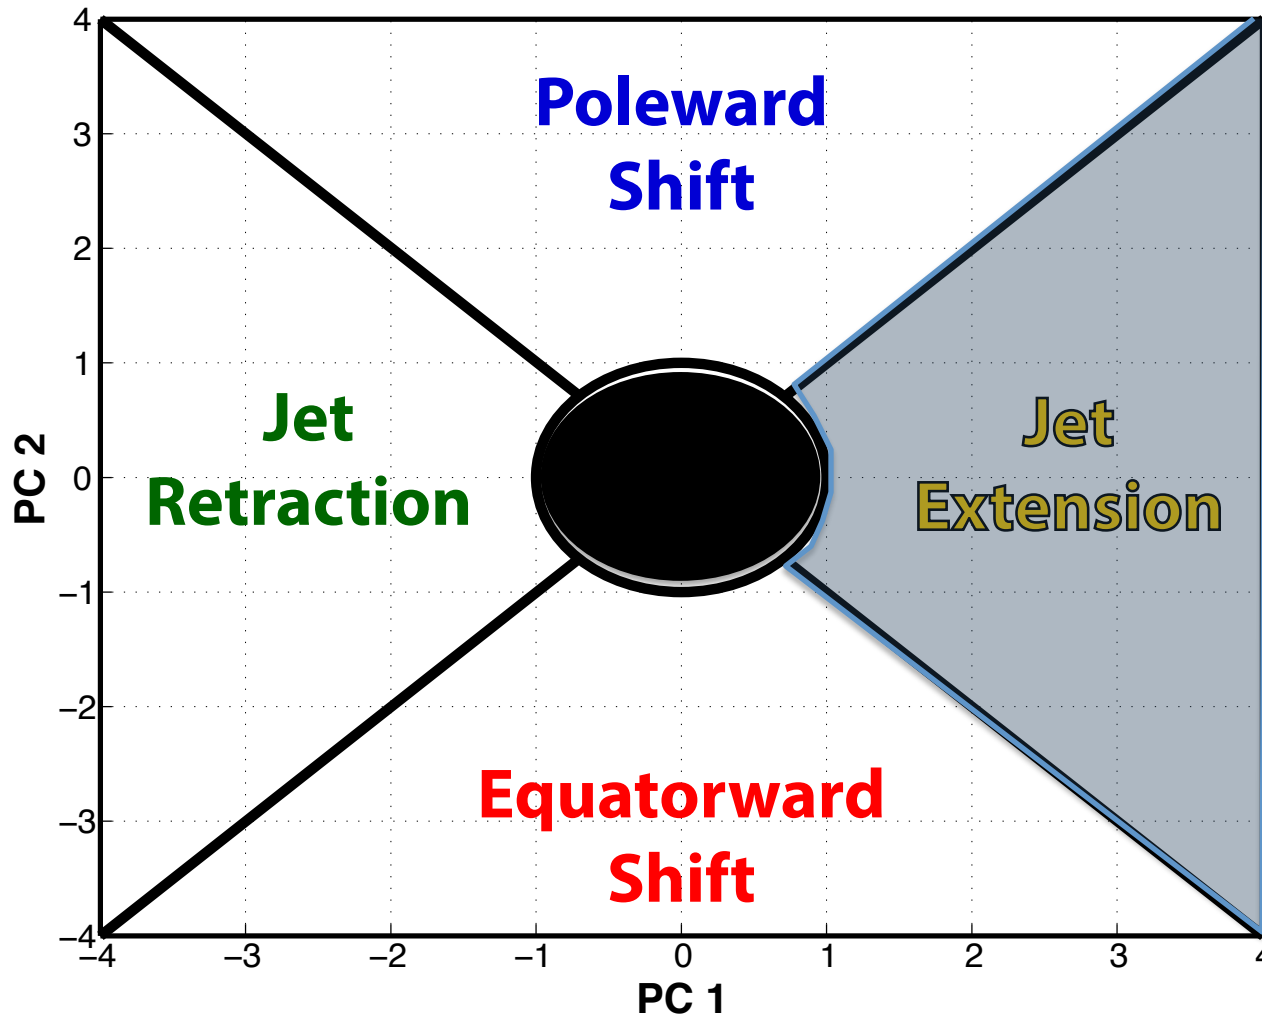 4
Poleward
3
Shift
2
1
Jet
Jet
PC 2
0
Retraction
Extension
−1
−2
Equatorward
−3
Shift
−4
−4
−3
−2
−1
0
1
2
3
4
PC 1